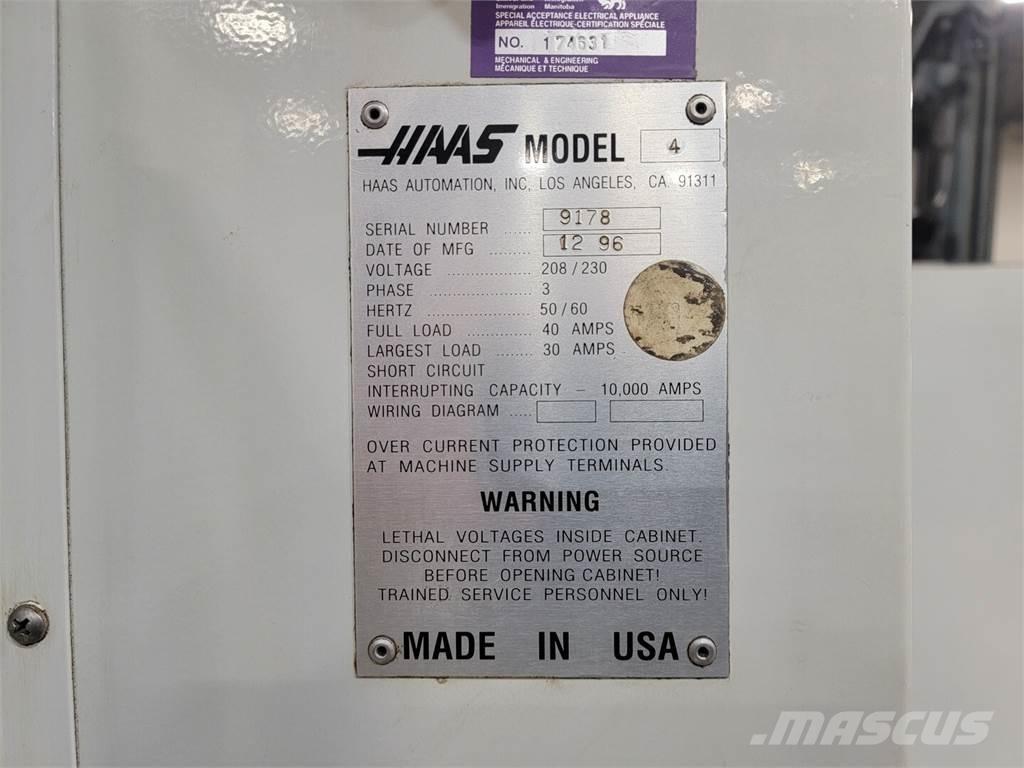 Immigration Manitoba
SPECIAL ACCEPTANCE ELECTRICAL APPLIANCE
APPAREIL ÉLECTRIQUE-CERTIFICATION SPÉCIALE
NO. 174631
MECHANICAL & ENGINEERING
MÉCANIQUE ET TECHNIQUE
HAAS MODEL 4
HAAS AUTOMATION, INC, LOS ANGELES, CA. 91311
SERIAL NUMBER ...... 9178
DATE OF MFG ......... 12 96
VOLTAGE ................. 208/230
PHASE .................... 3
HERTZ .................... 50/60
FULL LOAD ............. 40 AMPS
LARGEST LOAD ........ 30 AMPS
SHORT CIRCUIT
INTERRUPTING CAPACITY – 10,000 AMPS
WIRING DIAGRAM .....
OVER CURRENT PROTECTION PROVIDED
AT MACHINE SUPPLY TERMINALS.
WARNING
LETHAL VOLTAGES INSIDE CABINET.
DISCONNECT FROM POWER SOURCE
BEFORE OPENING CABINET!
TRAINED SERVICE PERSONNEL ONLY!
MADE IN USA
MASCUS